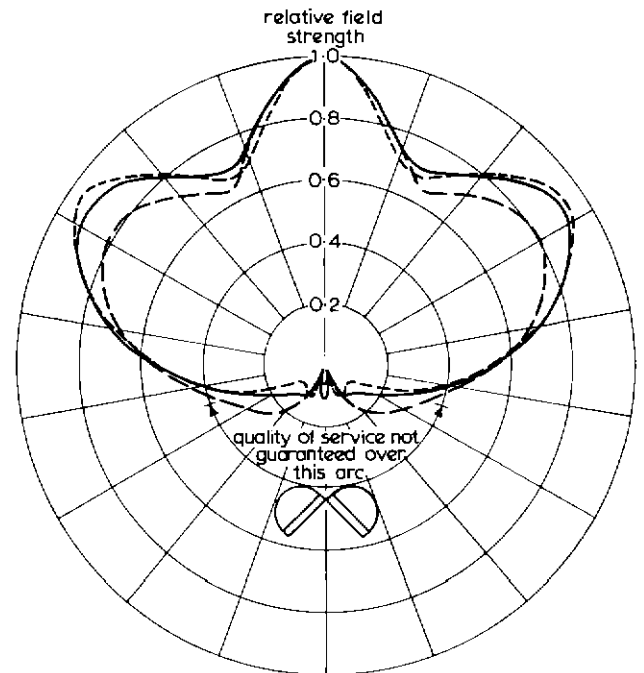 relative field
strength
1·0
0·8
0·6
0·4
0·2
quality of service not
guaranteed over
this arc